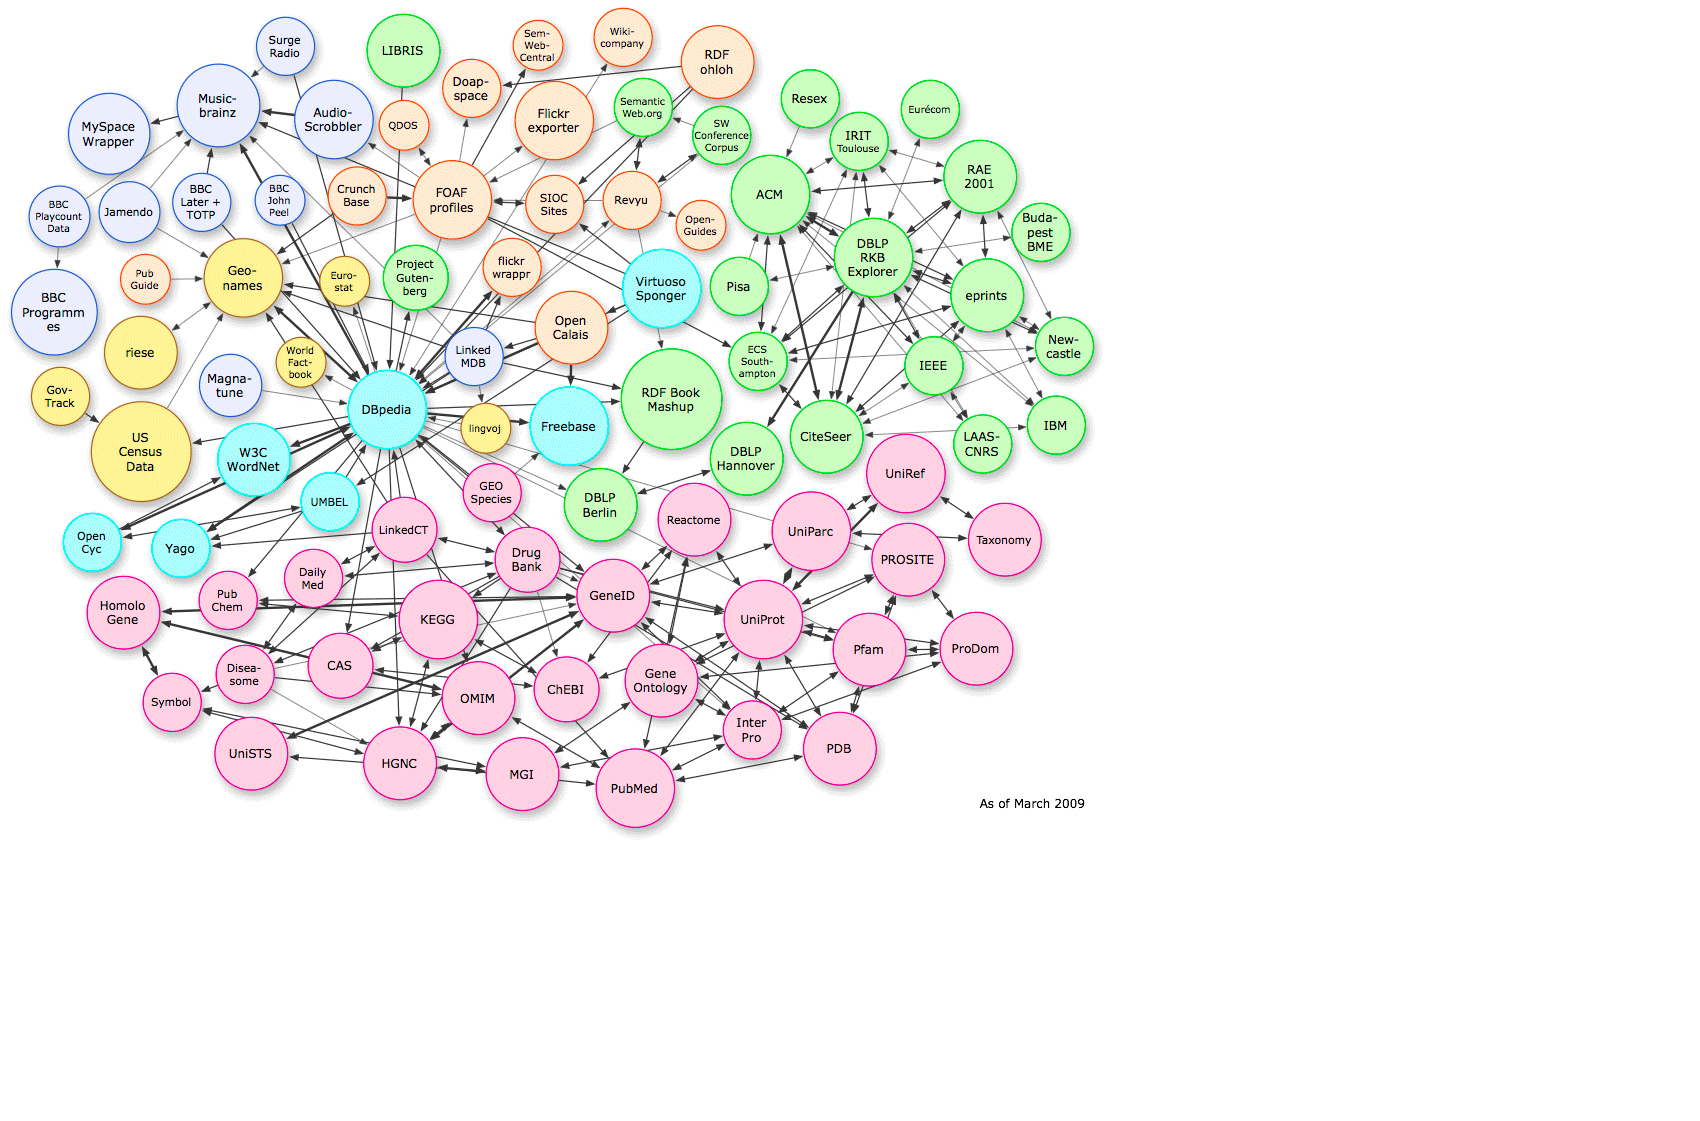 Surge
Radio
LIBRIS
Sem-
Web-
Central
Wiki-
company
RDF
ohloh
Doap-
space
Music-
brainz
MySpace
Wrapper
Audio-
Scrobbler
QDOS
Flickr
exporter
Semantic
Web.org
SW
Conference
Corpus
Resex
Eurécom
IRIT
Toulouse
RAE
2001
ACM
BBC
Playcount
Data
Jamendo
BBC
Later +
TOTP
BBC
John
Peel
Crunch
Base
FOAF
profiles
SIOC
Sites
Revyu
Open-
Guides
DBLP
RKB
Explorer
Buda-
pest
BME
Pub
Guide
Geo-
names
Euro-
stat
Project
Guten-
berg
flickr
wrappr
Virtuoso
Sponger
Pisa
eprints
BBC
Programm
es
riese
World
Fact-
book
Linked
MDB
Open
Calais
ECS
South-
ampton
IEEE
New-
castle
Gov-
Track
Magna-
tune
DBpedia
lingvoj
Freebase
RDF Book
Mashup
CiteSeer
LAAS-
CNRS
IBM
US
Census
Data
W3C
WordNet
DBLP
Hannover
UniRef
UMBEL
GEO
Species
DBLP
Berlin
Reactome
UniParc
Taxonomy
Open
Cyc
Yago
LinkedCT
Drug
Bank
PROSITE
Homolo
Gene
Pub
Chem
Daily
Med
KEGG
GeneID
UniProt
Pfam
ProDom
Symbol
Disea-
some
CAS
OMIM
ChEBI
Gene
Ontology
Inter
Pro
PDB
UniSTS
HGNC
MGI
PubMed
As of March 2009